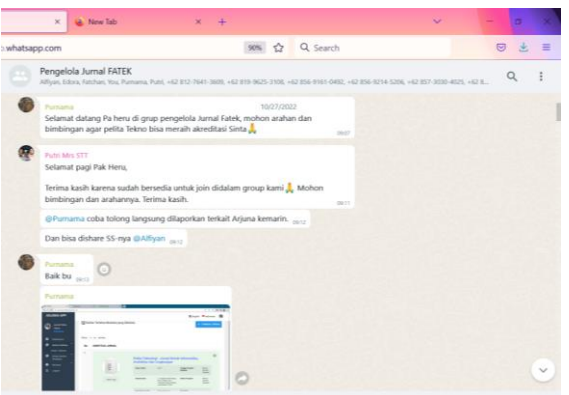 New Tab
whatsapp.com
90%
Search
Pengelola Jurnal FATEK
Alfiyan, Edora, Fatchan, You, Purnama, Putri, +62 812-7641-3609, +62 819-9625-3108, +62 856-9161-0492, +62 856-9214-5206, +62 857-3030-4025, +62 8...
Purnama
10/27/2022
Selamat datang Pa heru di grup pengelola Jurnal Fatek, mohon arahan dan
bimbingan agar pelita Tekno bisa meraih akreditasi Sinta🙏
09:07
Putri Mrs STT
Selamat pagi Pak Heru,
Terima kasih karena sudah bersedia untuk join didalam group kami🙏 Mohon
bimbingan dan arahannya. Terima kasih.
09:11
@Purnama coba tolong langsung dilaporkan terkait Arjuna kemarin.
09:12
Dan bisa dishare SS-nya @Alfiyan
09:12
Purnama
Baik bu
09:13
Purnama